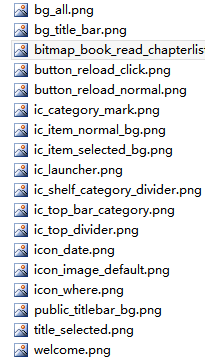 bg_all.png
bg_title_bar.png
bitmap_book_read_chapterlist
button_reload_click.png
button_reload_normal.png
ic_category_mark.png
ic_item_normal_bg.png
ic_item_selected_bg.png
ic_launcher.png
ic_shelf_category_divider.png
ic_top_bar_category.png
ic_top_divider.png
icon_date.png
icon_image_default.png
icon_where.png
public_titlebar_bg.png
title_selected.png
welcome.png